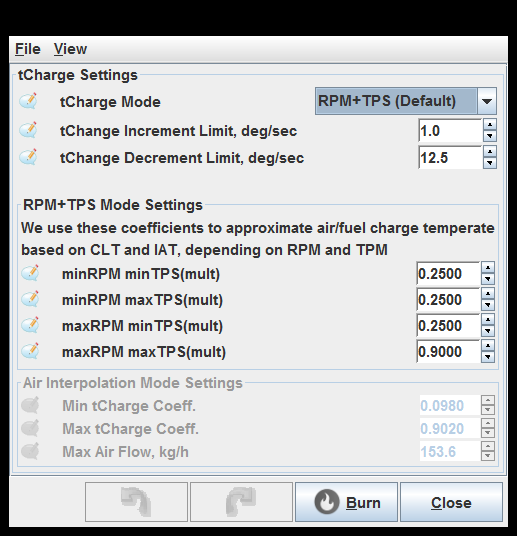 File View
tCharge Settings
tCharge Mode RPM+TPS (Default)
tChange Increment Limit, deg/sec 1.0
tChange Decrement Limit, deg/sec 12.5
RPM+TPS Mode Settings
We use these coefficients to approximate air/fuel charge temperate
based on CLT and IAT, depending on RPM and TPM
minRPM minTPS(mult) 0.2500
minRPM maxTPS(mult) 0.2500
maxRPM minTPS(mult) 0.2500
maxRPM maxTPS(mult) 0.9000
Air Interpolation Mode Settings
Min tCharge Coeff. 0.0980
Max tCharge Coeff. 0.9020
Max Air Flow, kg/h 153.6
Burn Close